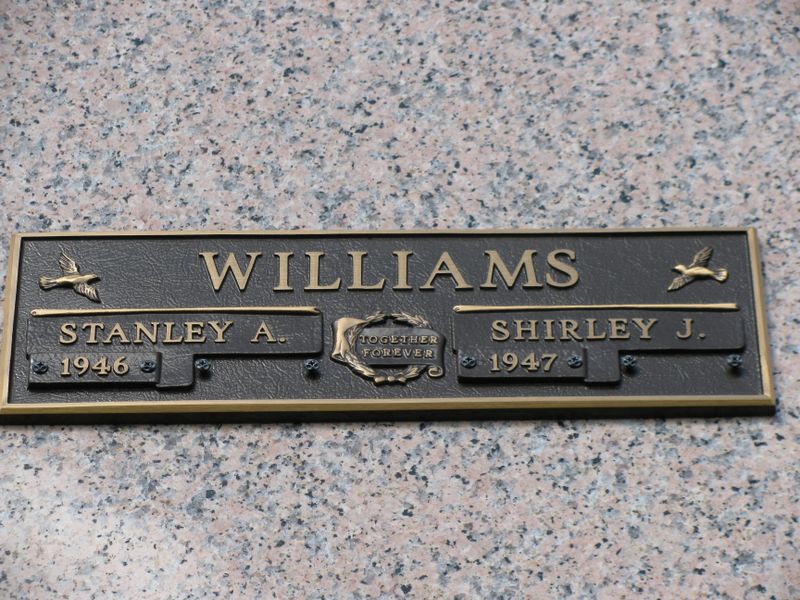 WILLIAMS
STANLEY A.
1946
TOGETHER
FOREVER
SHIRLEY J.
1947